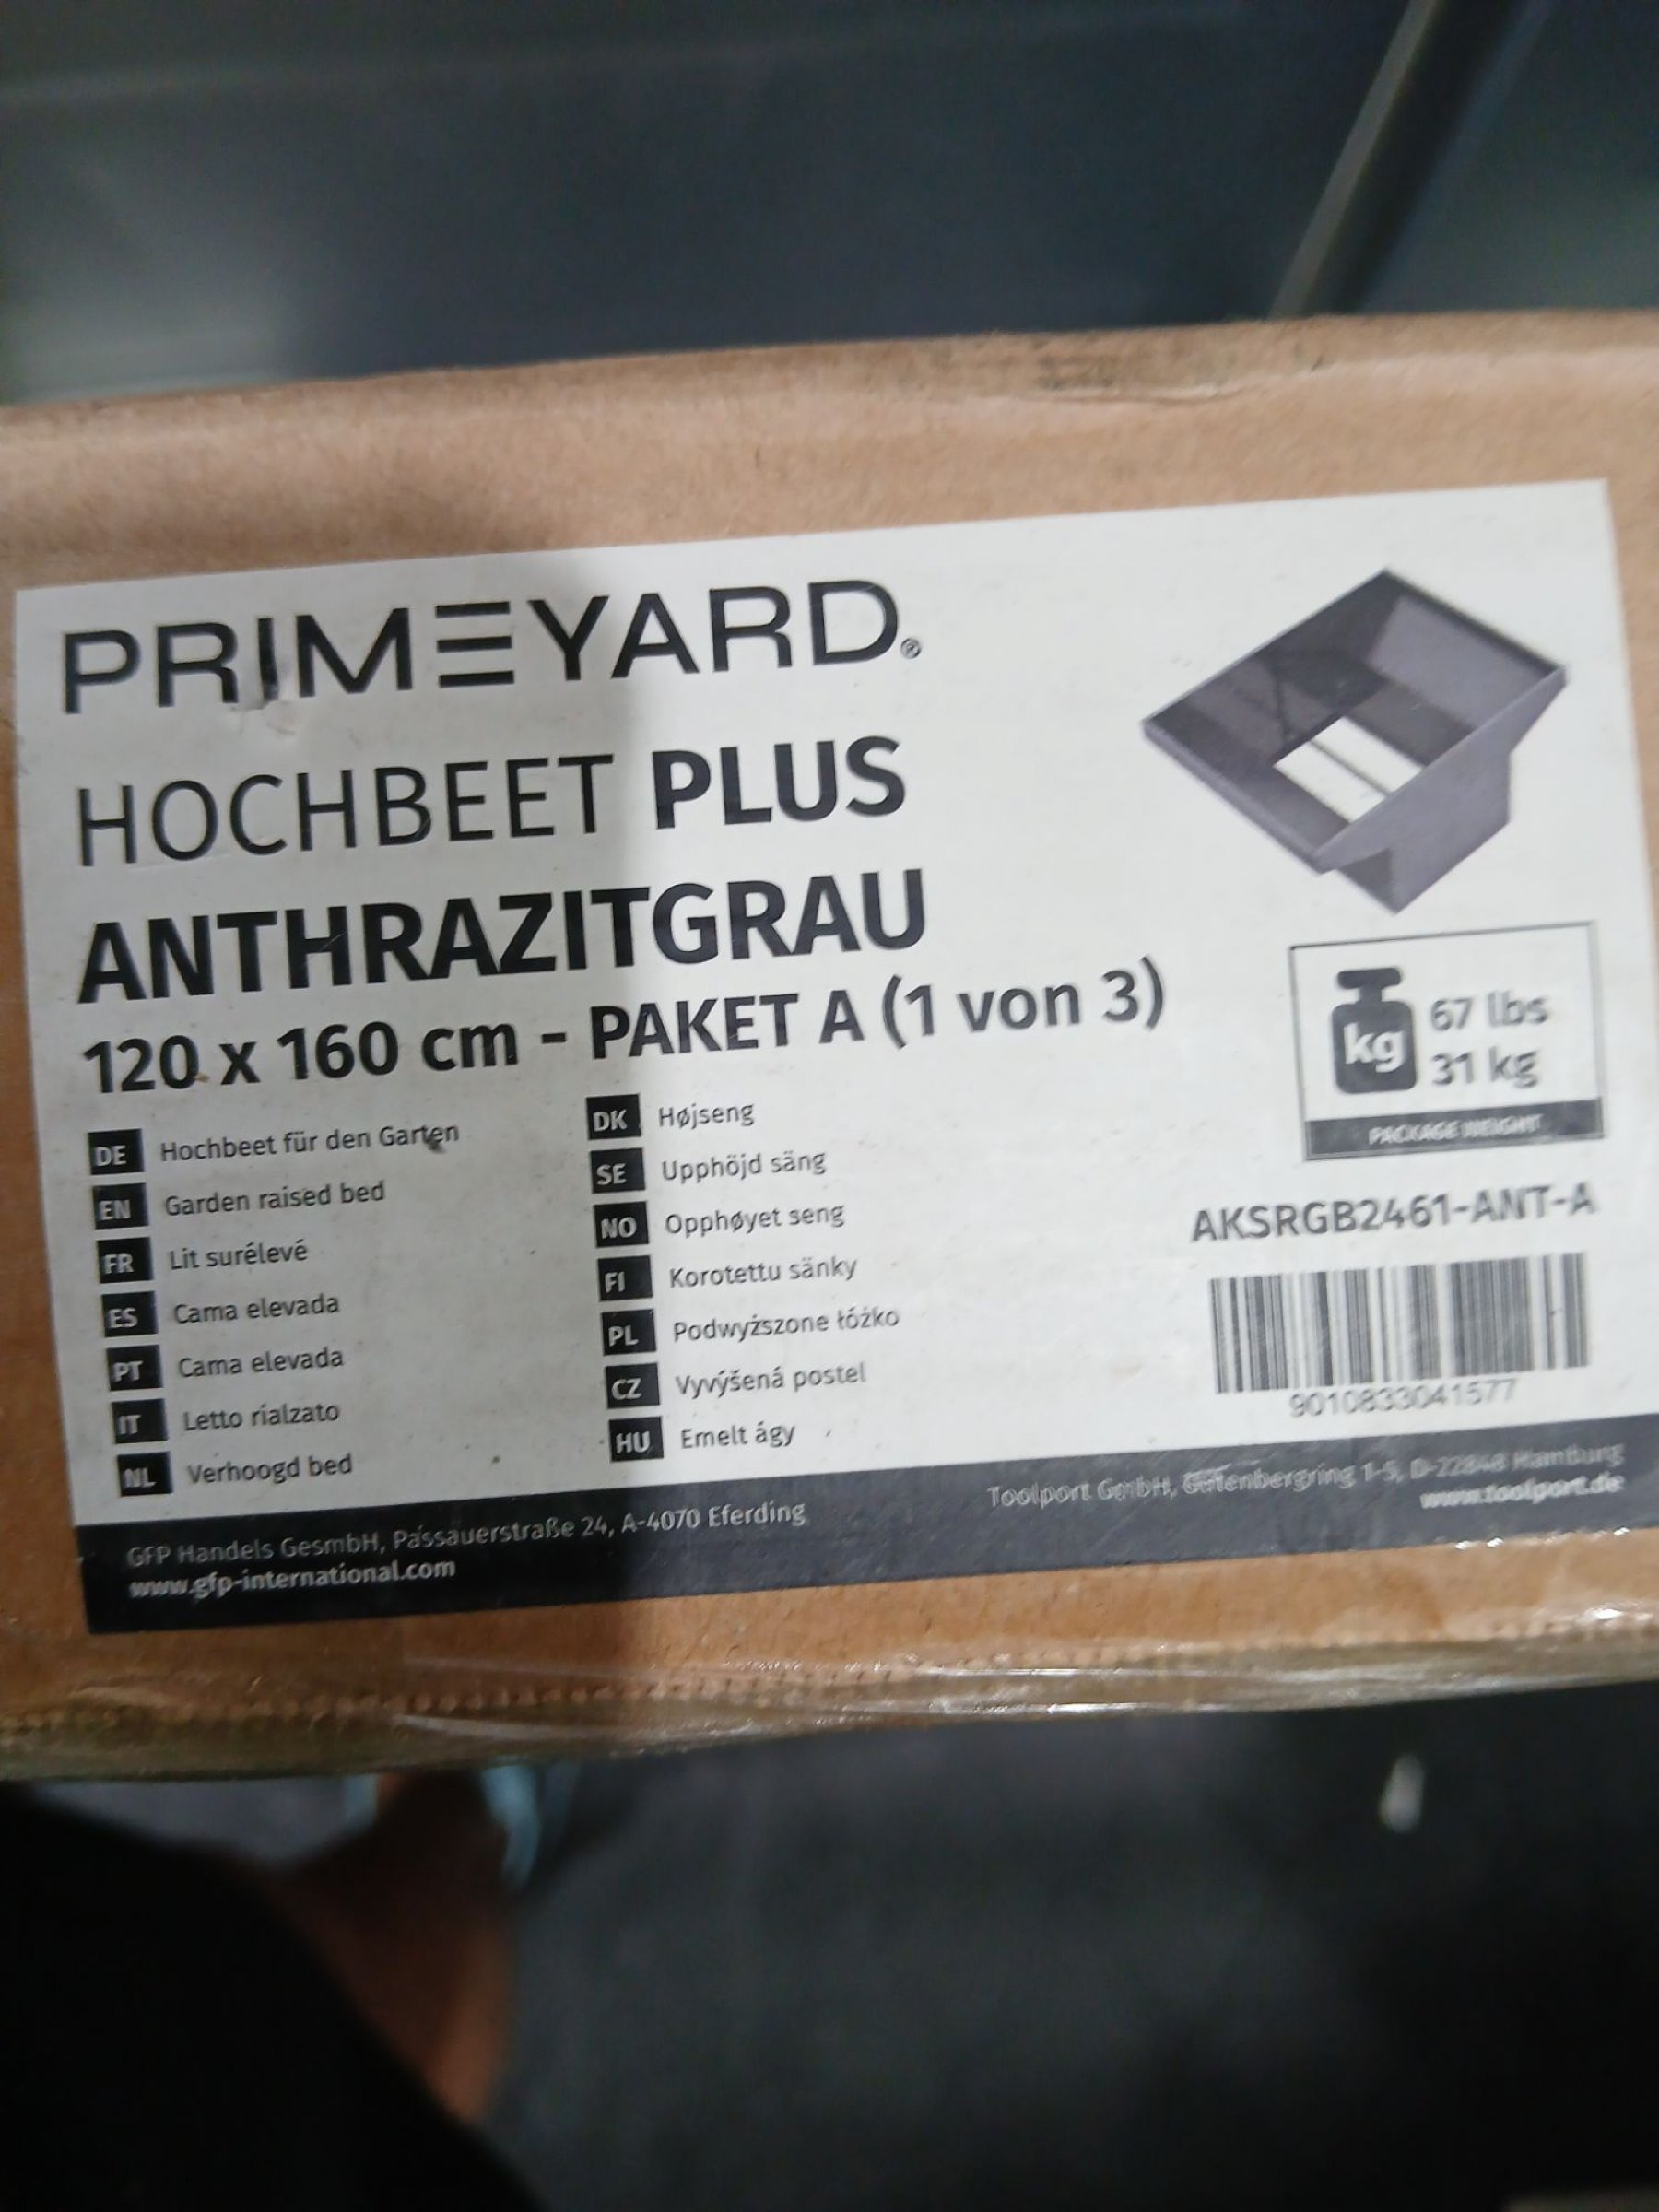 PRIMEYARD®
HOCHBEET PLUS
ANTHRAZITGRAU
120 x 160 cm - PAKET A (1 von 3)
DE Hochbeet für den Garten
EN Garden raised bed
FR Lit surélevé
ES Cama elevada
PT Cama elevada
IT Letto rialzato
NL Verhoogd bed
DK Højseng
SE Upphöjd säng
NO Opphøyet seng
FI Korotettu sänky
PL Podwyższone łóżko
CZ Vyvýšená postel
HU Emelt ágy
kg
67 lbs
31 kg
PACKAGE WEIGHT
AKSRGB2461-ANT-A
9010833041577
GFP Handels GesmbH, Passauerstraße 24, A-4070 Eferding
www.gfp-international.com
Toolport GmbH, Gutenbergring 1-5, D-22848 Hamburg
www.toolport.de